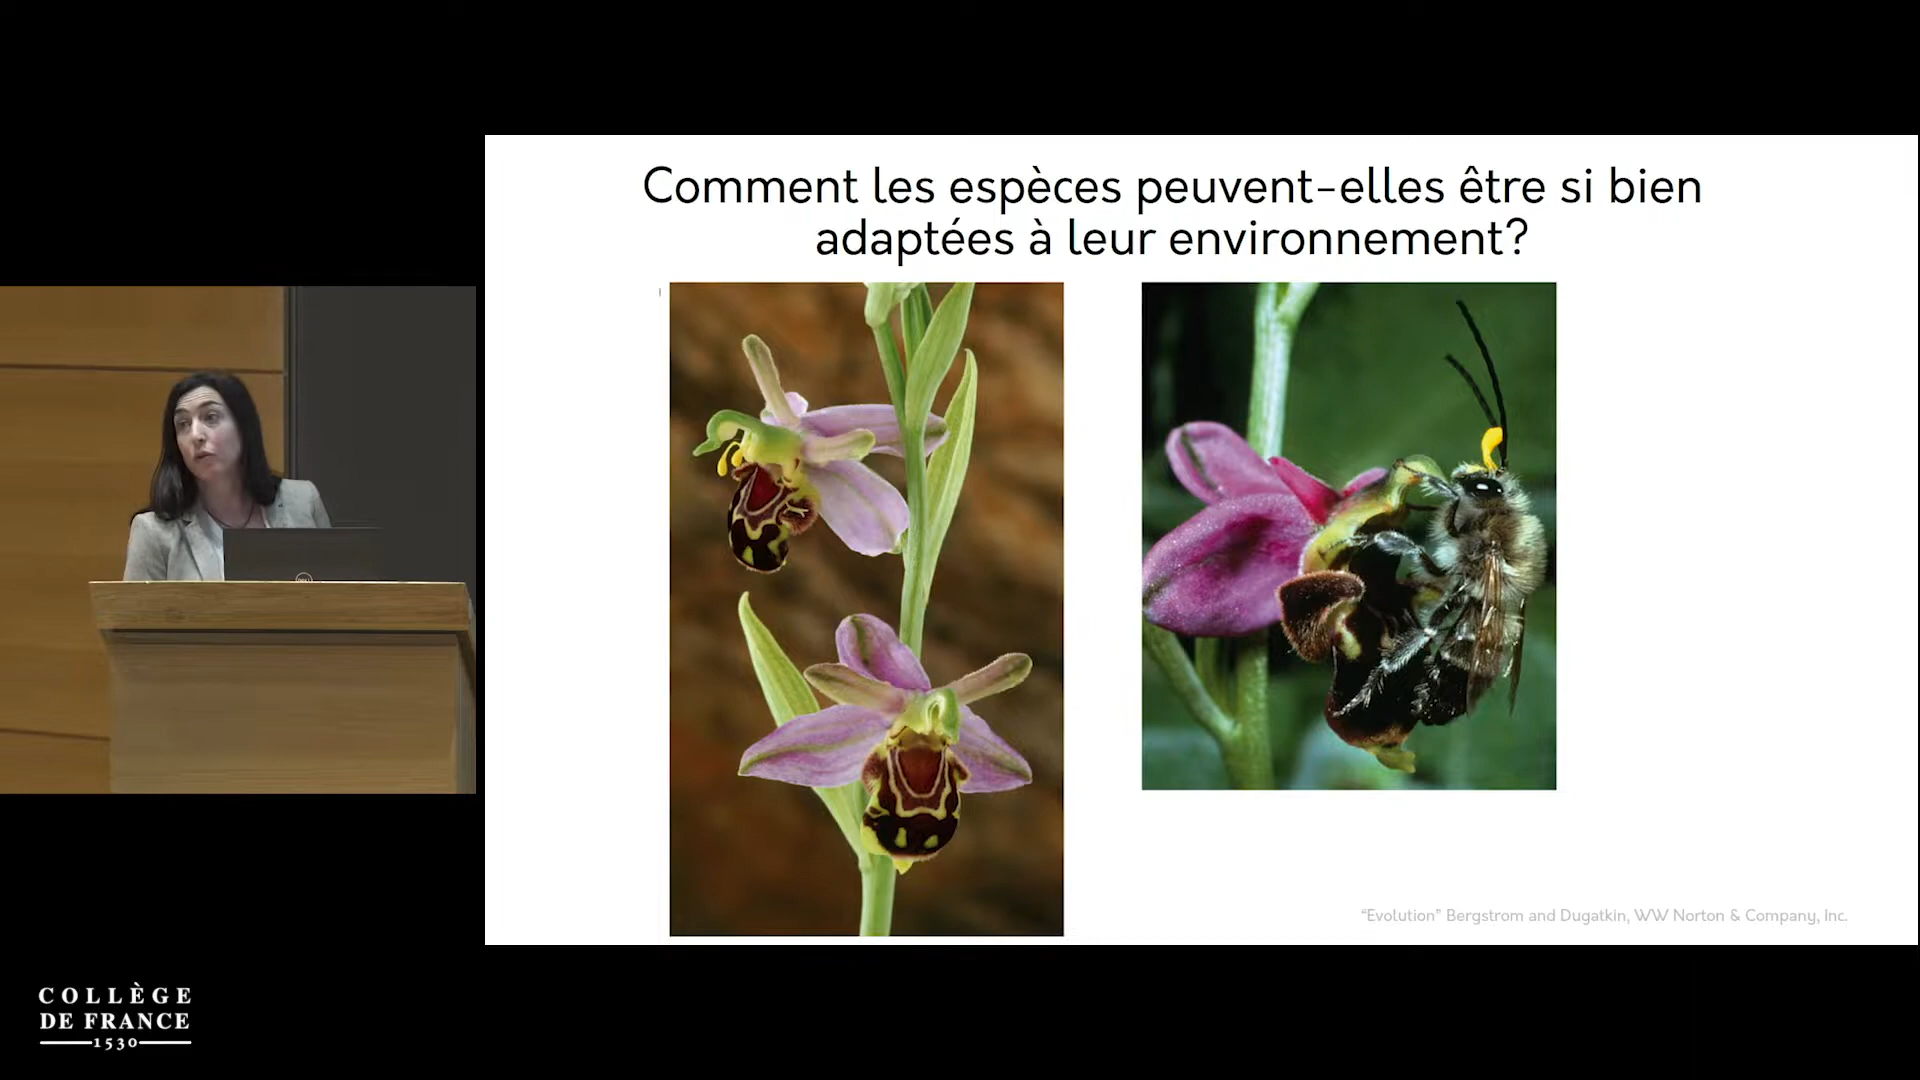 Comment les espèces peuvent-elles être si bien
adaptées à leur environnement?
“Evolution” Bergstrom and Dugatkin, WW Norton & Company, Inc.
COLLÈGE
DE FRANCE
1530